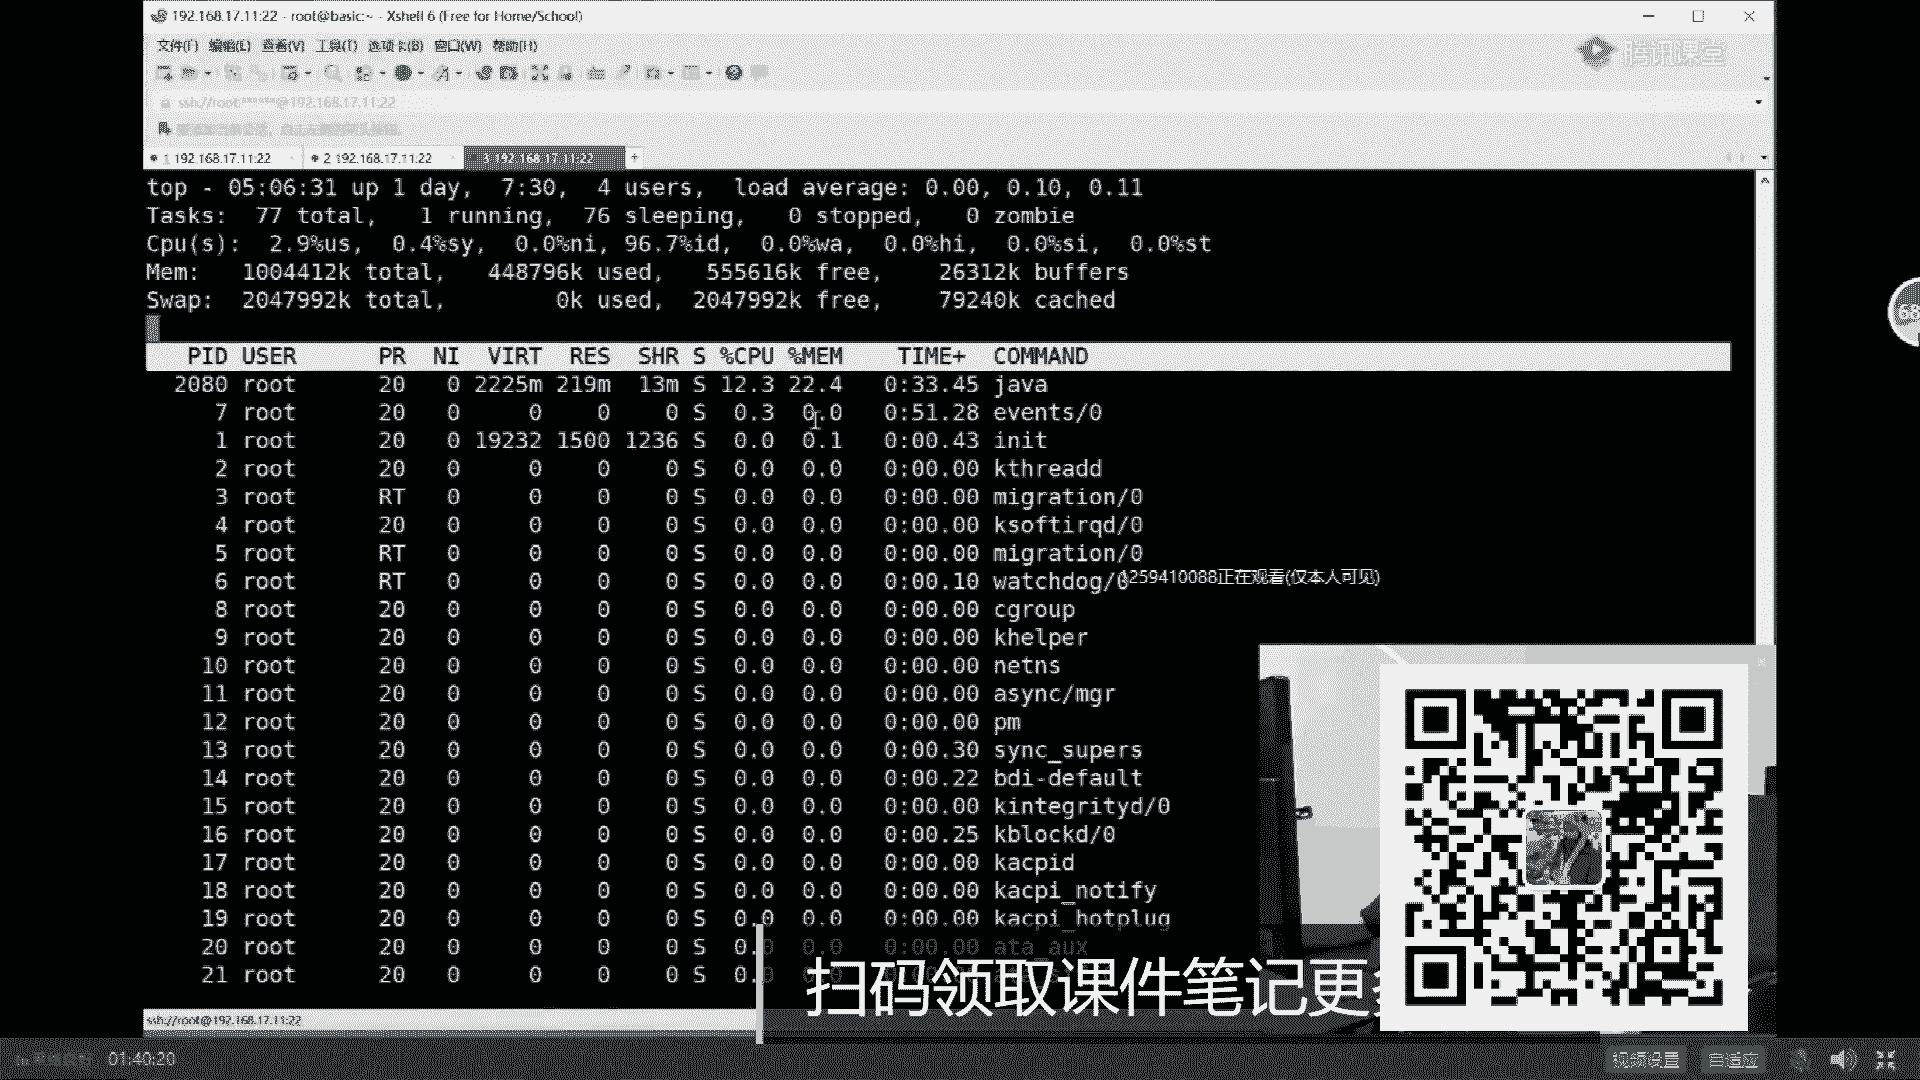 192.168.17.11:22 - root@basic:~ - Xshell 6 (Free for Home/School)
文件(F) 编辑(E) 查看(V) 工具(T) 选项卡(B) 窗口(W) 帮助(H)
腾讯课堂
ssh://root:******@192.168.17.11:22
1 192.168.17.11:22 2 192.168.17.11:22 3 192.168.17.11:22 +
top - 05:06:31 up 1 day,  7:30,  4 users,  load average: 0.00, 0.10, 0.11
Tasks:  77 total,   1 running,  76 sleeping,   0 stopped,   0 zombie
Cpu(s):  2.9%us,  0.4%sy,  0.0%ni, 96.7%id,  0.0%wa,  0.0%hi,  0.0%si,  0.0%st
Mem:   1004412k total,   448796k used,   555616k free,    26312k buffers
Swap:  2047992k total,        0k used,  2047992k free,    79240k cached
PID USER      PR  NI  VIRT  RES  SHR S %CPU %MEM    TIME+  COMMAND
2080 root      20   0 2225m 219m  13m S 12.3 22.4   0:33.45 java
7 root      20   0     0    0    0 S  0.3  0.0   0:51.28 events/0
1 root      20   0 19232 1500 1236 S  0.0  0.1   0:00.43 init
2 root      20   0     0    0    0 S  0.0  0.0   0:00.00 kthreadd
3 root      RT   0     0    0    0 S  0.0  0.0   0:00.00 migration/0
4 root      20   0     0    0    0 S  0.0  0.0   0:00.00 ksoftirqd/0
5 root      RT   0     0    0    0 S  0.0  0.0   0:00.00 migration/0
6 root      RT   0     0    0    0 S  0.0  0.0   0:00.10 watchdog/0
1259410088正在观看(仅本人可见)
8 root      20   0     0    0    0 S  0.0  0.0   0:00.00 cgroup
9 root      20   0     0    0    0 S  0.0  0.0   0:00.00 khelper
10 root      20   0     0    0    0 S  0.0  0.0   0:00.00 netns
11 root      20   0     0    0    0 S  0.0  0.0   0:00.00 async/mgr
12 root      20   0     0    0    0 S  0.0  0.0   0:00.00 pm
13 root      20   0     0    0    0 S  0.0  0.0   0:00.30 sync_supers
14 root      20   0     0    0    0 S  0.0  0.0   0:00.22 bdi-default
15 root      20   0     0    0    0 S  0.0  0.0   0:00.00 kintegrityd/0
16 root      20   0     0    0    0 S  0.0  0.0   0:00.25 kblockd/0
17 root      20   0     0    0    0 S  0.0  0.0   0:00.00 kacpid
18 root      20   0     0    0    0 S  0.0  0.0   0:00.00 kacpi_notify
19 root      20   0     0    0    0 S  0.0  0.0   0:00.00 kacpi_hotplug
20 root      20   0     0    0    0 S  0.0  0.0   0:00.00 ata_aux
21 root      20   0     0    0    0 S  0.0
扫码领取课件笔记更
ssh://root@192.168.17.11:22
01:40:20
视频设置 自适应
68